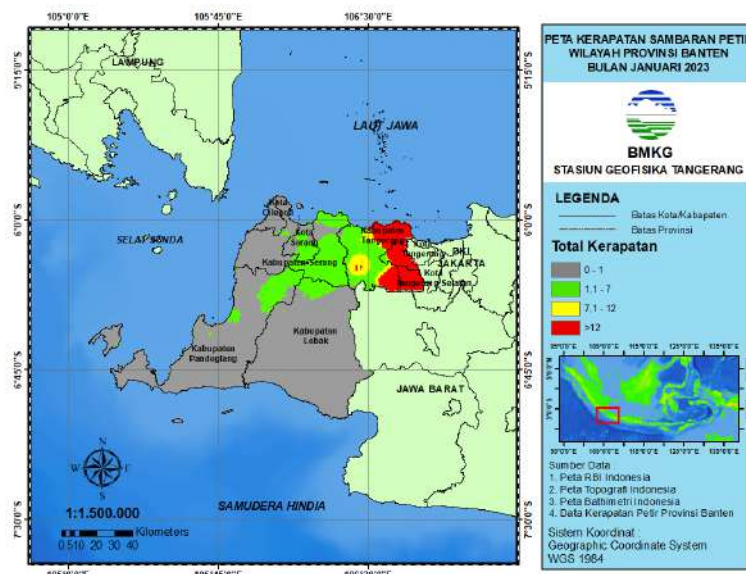 105°0'0"E
105°45'0"E
106°30'0"E
5°15'0"S
6°0'0"S
6°45'0"S
7°30'0"S
LAMPUNG
LAUT JAWA
SELAT SUNDA
Kota
Cilegon
Kota
Serang
Kabupaten Serang
Kabupaten
Tangerang
Kota
Tangerang
DKI
JAKARTA
Kota
Tangerang Selatan
Kabupaten
Pandeglang
Kabupaten
Lebak
JAWA BARAT
SAMUDERA HINDIA
N
W
E
S
1:1.500.000
0 5 10 20 30 40
Kilometers
PETA KERAPATAN SAMBARAN PETIR
WILAYAH PROVINSI BANTEN
BULAN JANUARI 2023
BMKG
STASIUN GEOFISIKA TANGERANG
LEGENDA
Batas Kota/Kabupaten
Batas Provinsi
Total Kerapatan
0 - 1
1,1 - 7
7,1 - 12
>12
Sumber Data
1. Peta RBI Indonesia
2. Peta Topografi Indonesia
3. Peta Bathimetri Indonesia
4. Data Kerapatan Petir Provinsi Banten
Sistem Koordinat :
Geographic Coordinate System
WGS 1984